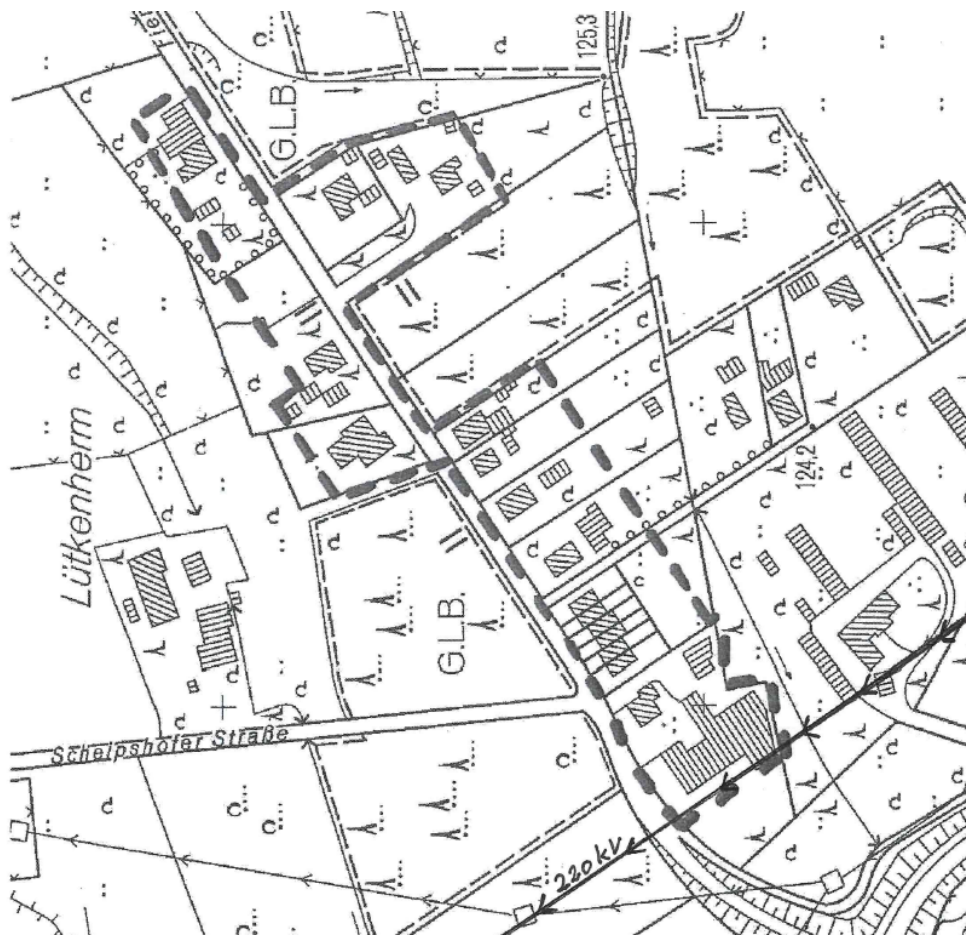 G.L.B.
125,3
Lütkenherm
124,2
G.L.B.
Schelpshofer Straße
220 kV